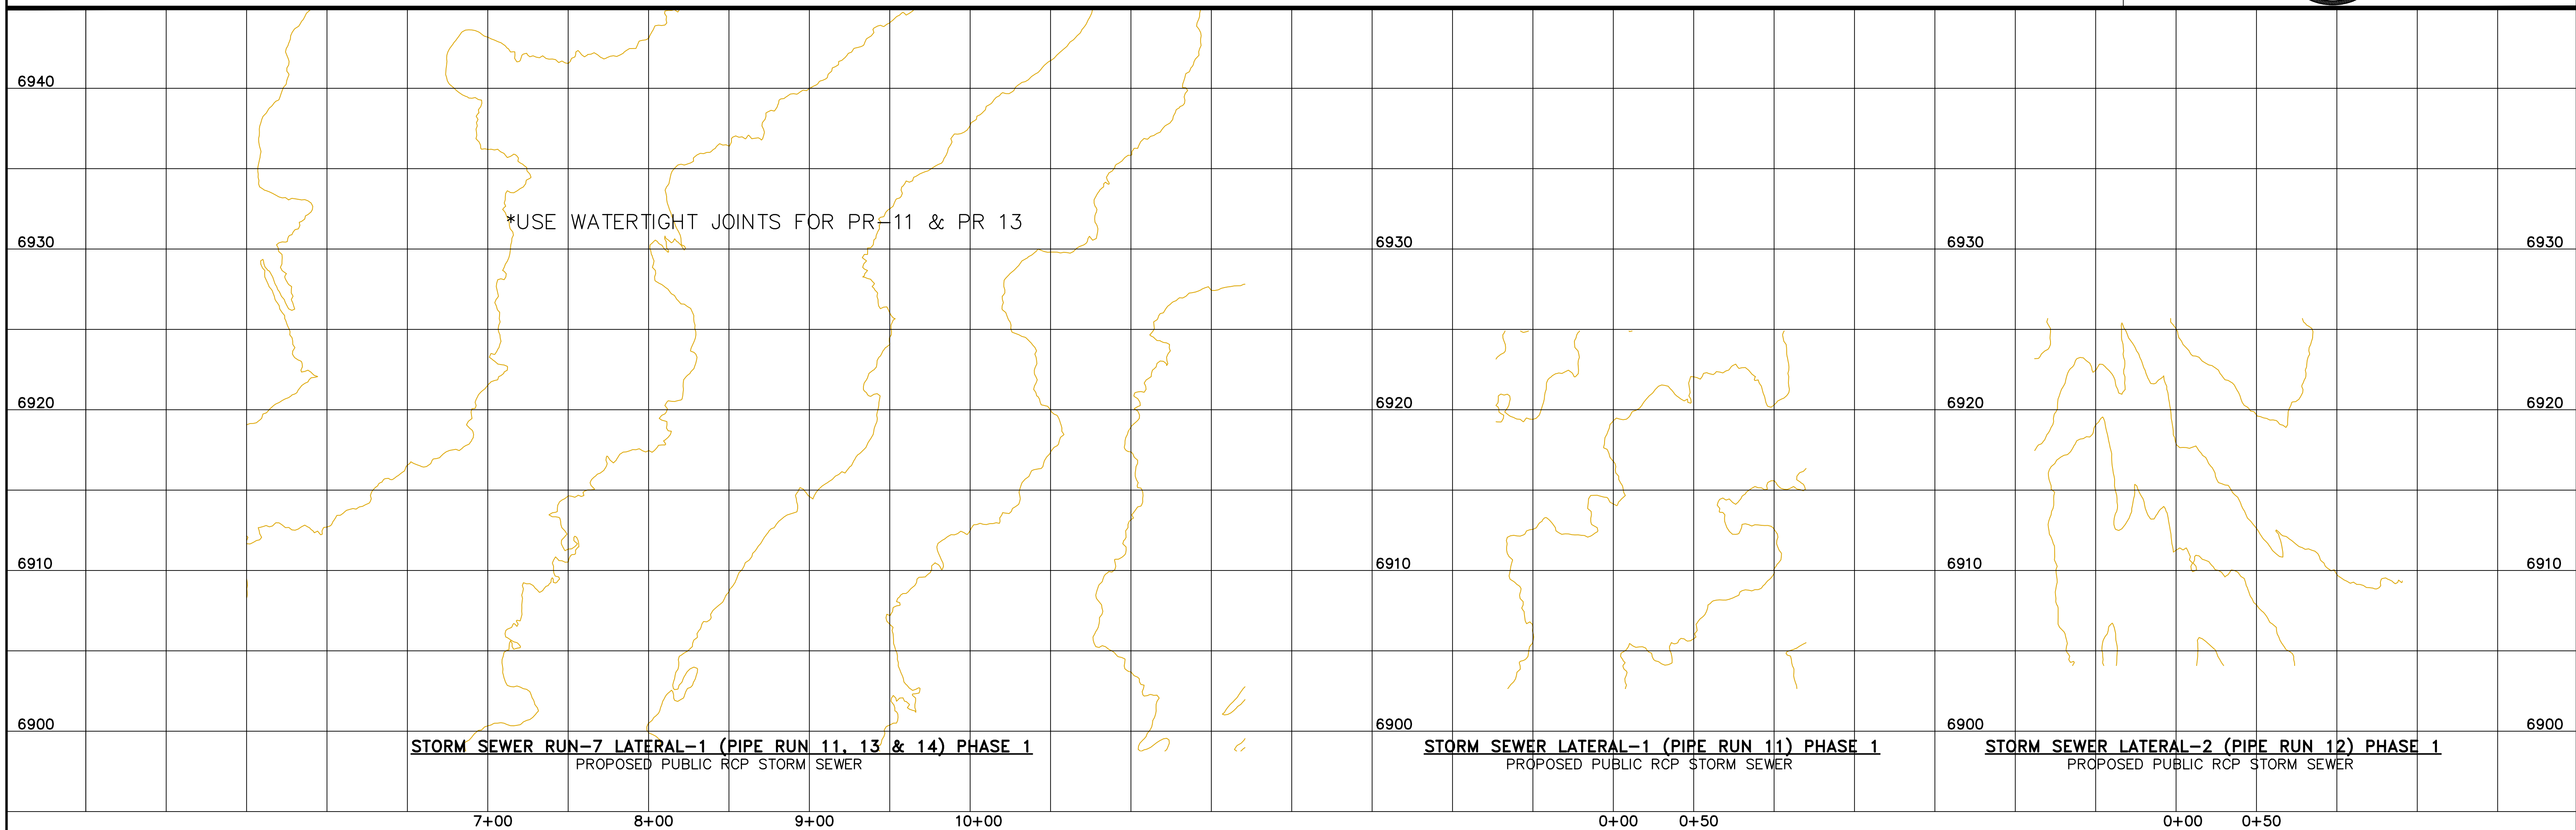 6940
*USE WATERTIGHT JOINTS FOR PR-11 & PR 13
6930 6930 6930 6930
6920 6920 6920 6920
6910 6910 6910 6910
6900 6900 6900 6900
STORM SEWER RUN-7 LATERAL-1 (PIPE RUN 11, 13 & 14) PHASE 1
PROPOSED PUBLIC RCP STORM SEWER
STORM SEWER LATERAL-1 (PIPE RUN 11) PHASE 1
PROPOSED PUBLIC RCP STORM SEWER
STORM SEWER LATERAL-2 (PIPE RUN 12) PHASE 1
PROPOSED PUBLIC RCP STORM SEWER
7+00 8+00 9+00 10+00 0+00 0+50 0+00 0+50